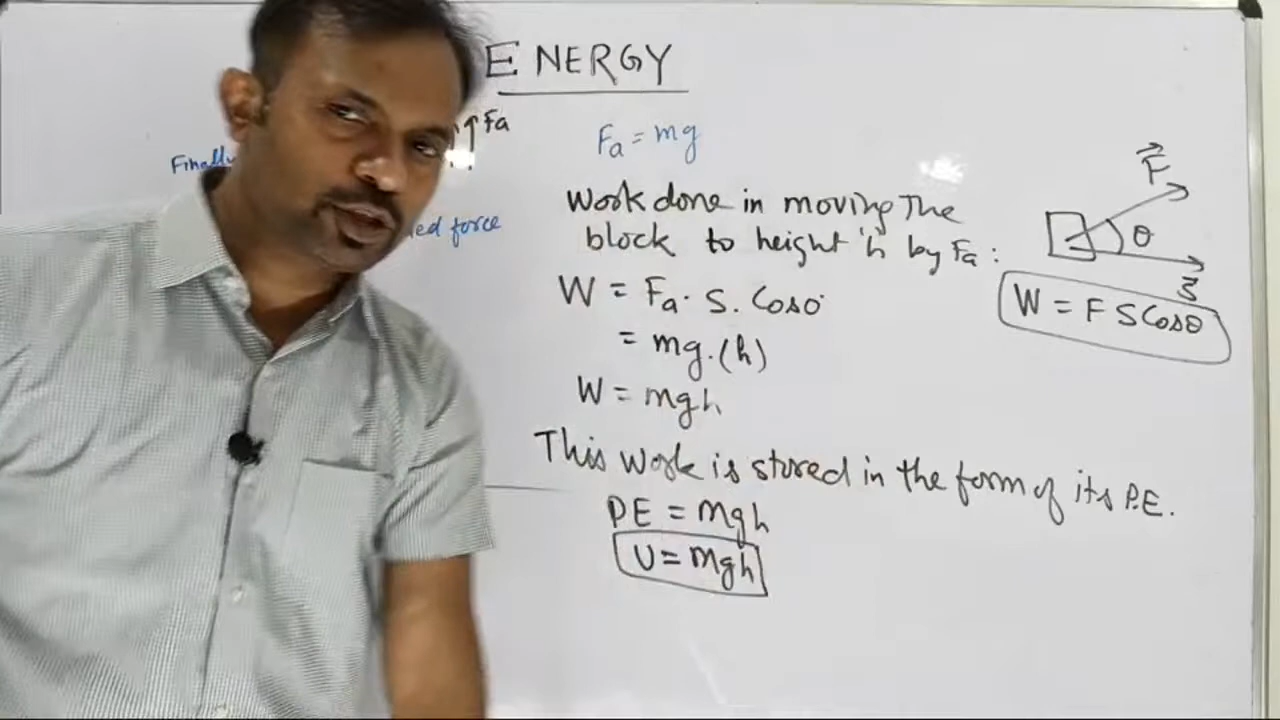 ENERGY
Fa
Fa = mg
Finally
force
Work done in moving The
block to height 'h' by Fa:
W = Fa. S. Cos0°
= mg.(h)
W = mgh
This work is stored in the form of its P.E.
PE = mgh
U = mgh
F
θ
S
W = F S Cosθ